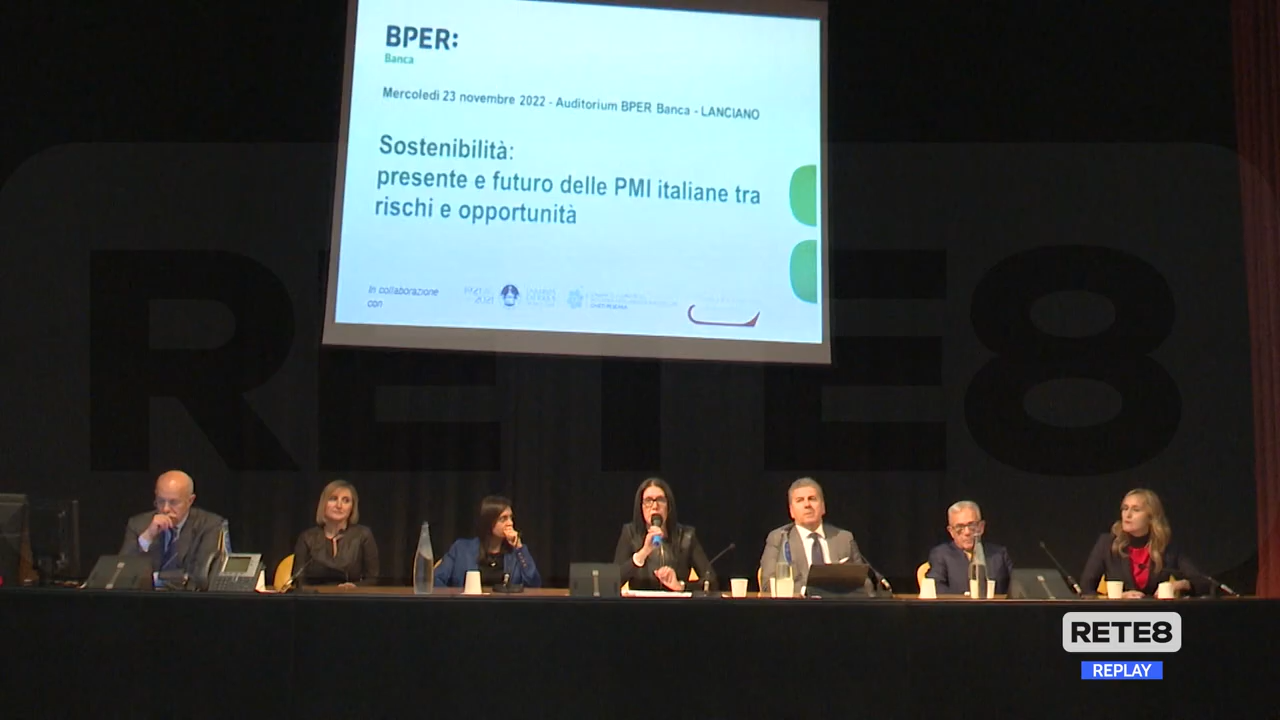 BPER:
Banca
Mercoledì 23 novembre 2022 - Auditorium BPER Banca - LANCIANO
Sostenibilità:
presente e futuro delle PMI italiane tra
rischi e opportunità
In collaborazione
con
RETE8
RETE8
REPLAY